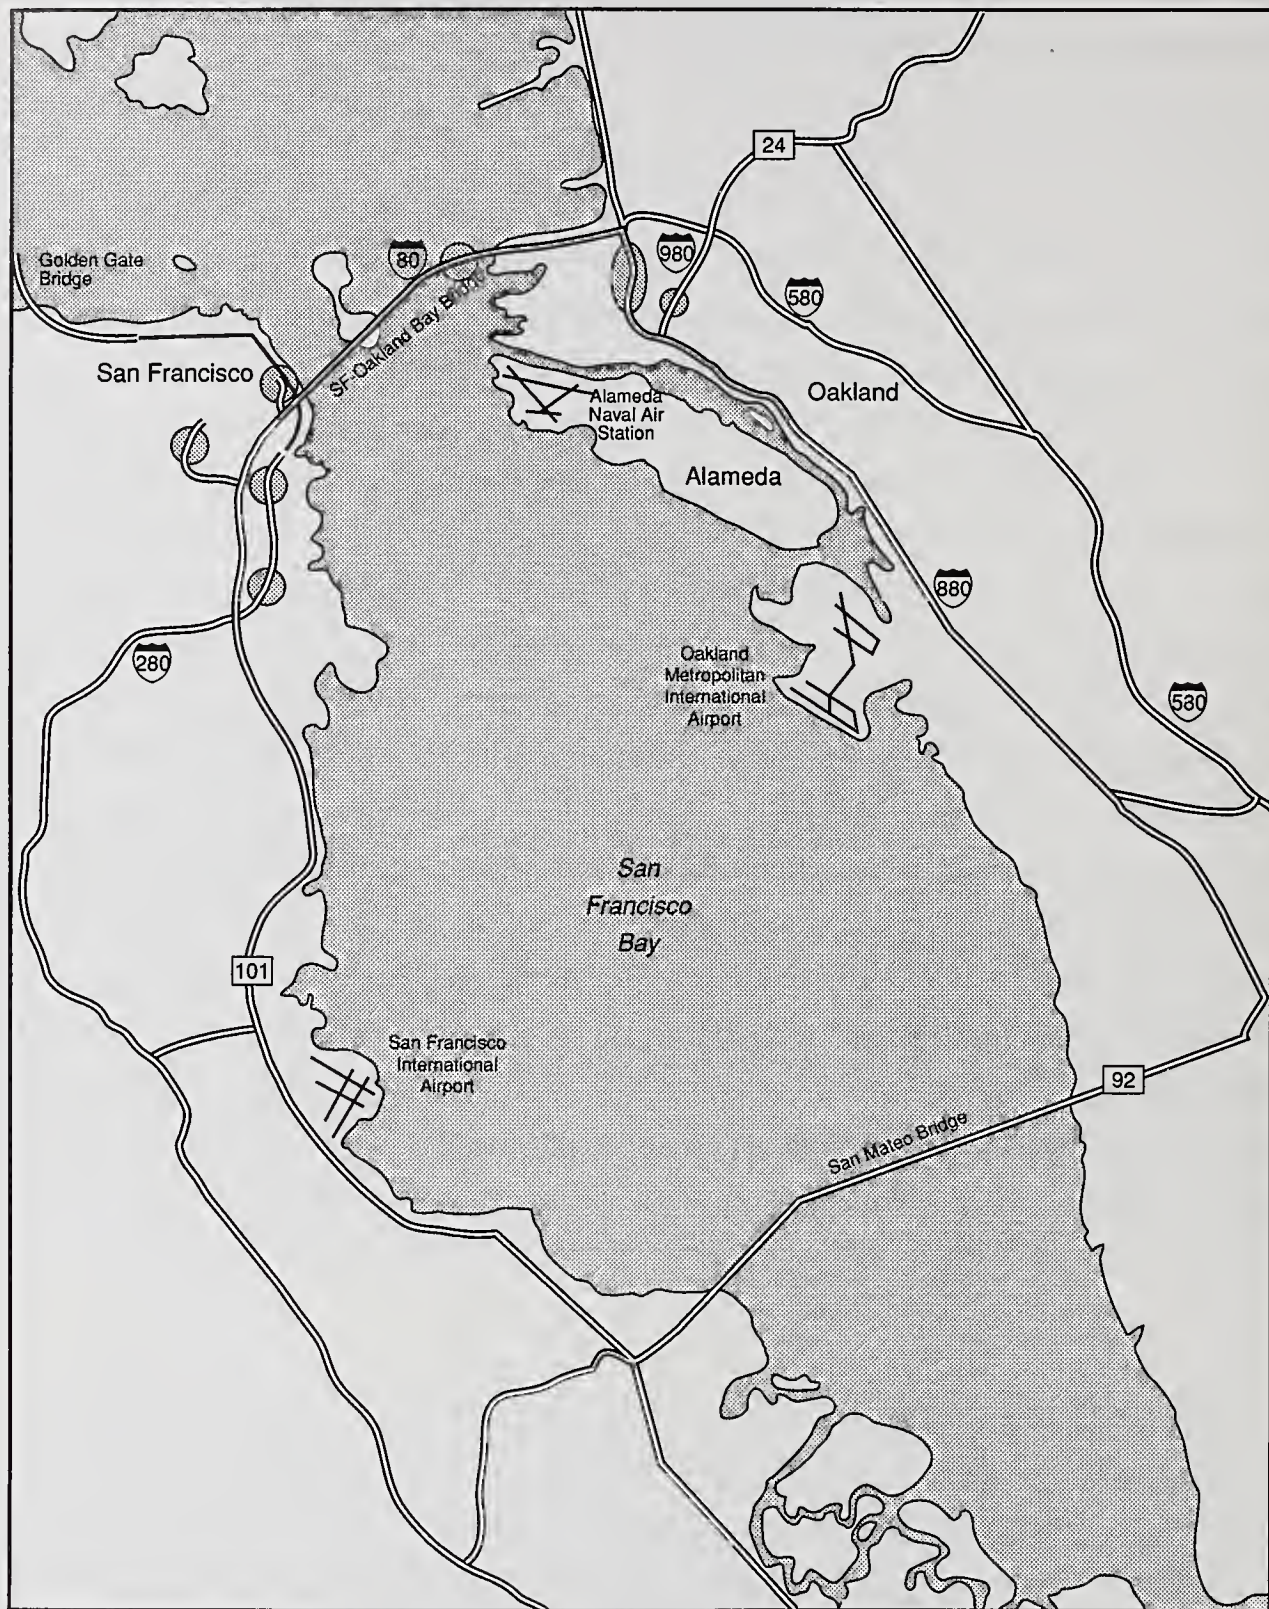 24
Golden Gate
Bridge
80
980
580
SF-Oakland Bay Bridge
San Francisco
Oakland
Alameda
Naval Air
Station
Alameda
880
280
Oakland
Metropolitan
International
Airport
580
San
Francisco
Bay
101
San Francisco
International
Airport
92
San Mateo Bridge